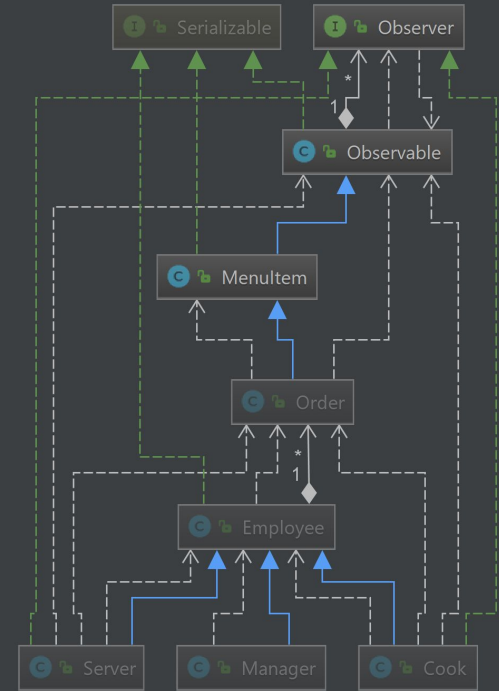 I Serializable
I Observer
*
1
C Observable
C MenuItem
C Order
*
1
C Employee
C Server
C Manager
C Cook